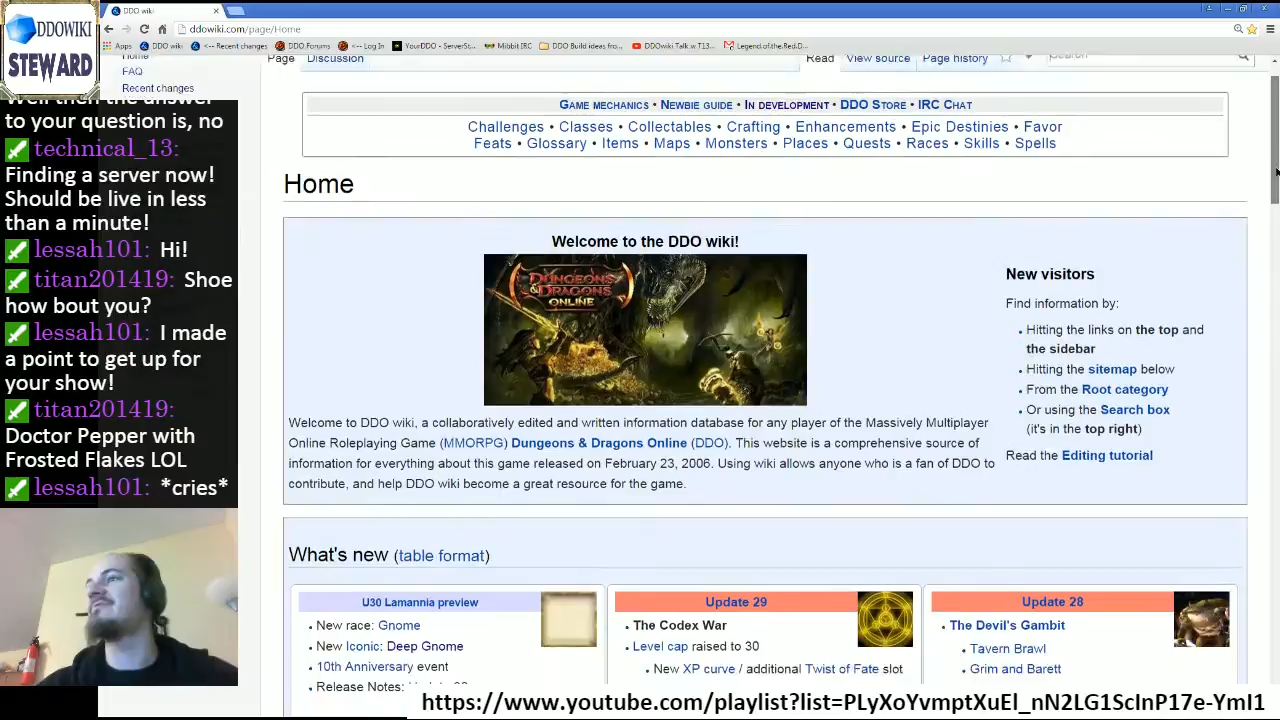 DDOWIKI
STEWARD
DDO wiki
ddowiki.com/page/Home
Apps
DDO wiki
<-- Recent changes
DDO Forums
<-- Log In
YourDDO - ServerSt...
Mibbit IRC
DDO Build ideas fro...
DDOwiki Talk w T13...
Legend.of.the.Red.D...
Home
FAQ
Recent changes
Page
Discussion
Read
View source
Page history
Search
Game mechanics • Newbie guide • In development • DDO Store • IRC Chat
Challenges • Classes • Collectables • Crafting • Enhancements • Epic Destinies • Favor
Feats • Glossary • Items • Maps • Monsters • Places • Quests • Races • Skills • Spells
Home
Welcome to the DDO wiki!
DUNGEONS
& DRAGONS
ONLINE
Welcome to DDO wiki, a collaboratively edited and written information database for any player of the Massively Multiplayer
Online Roleplaying Game (MMORPG) Dungeons & Dragons Online (DDO). This website is a comprehensive source of
information for everything about this game released on February 23, 2006. Using wiki allows anyone who is a fan of DDO to
contribute, and help DDO wiki become a great resource for the game.
New visitors
Find information by:
• Hitting the links on the top and
the sidebar
• Hitting the sitemap below
• From the Root category
• Or using the Search box
(it's in the top right)
Read the Editing tutorial
What's new (table format)
U30 Lamannia preview
• New race: Gnome
• New Iconic: Deep Gnome
• 10th Anniversary event
• Release Notes:
Update 29
• The Codex War
• Level cap raised to 30
• New XP curve / additional Twist of Fate slot
Update 28
• The Devil's Gambit
• Tavern Brawl
• Grim and Barett
Well then the answer
to your question is, no
technical_13:
Finding a server now!
Should be live in less
than a minute!
lessah101: Hi!
titan201419: Shoe
how bout you?
lessah101: I made
a point to get up for
your show!
titan201419:
Doctor Pepper with
Frosted Flakes LOL
lessah101: *cries*
https://www.youtube.com/playlist?list=PLyXoYvmptXuEl_nN2LG1ScInP17e-YmI1